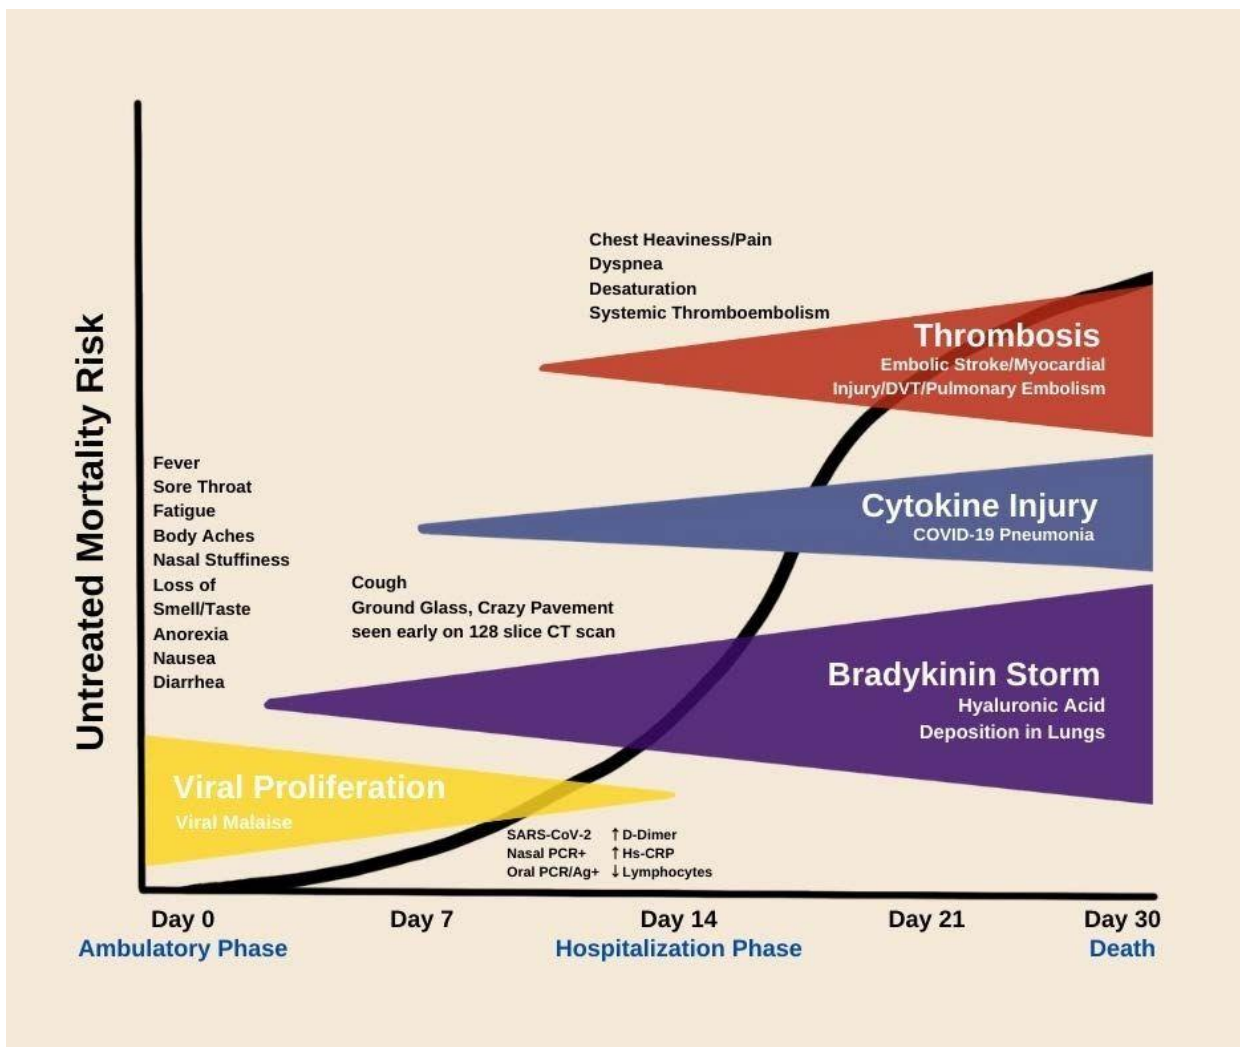 Untreated Mortality Risk
Chest Heaviness/Pain
Dyspnea
Desaturation
Systemic Thromboembolism
Thrombosis
Embolic Stroke/Myocardial
Injury/DVT/Pulmonary Embolism
Fever
Sore Throat
Fatigue
Body Aches
Nasal Stuffiness
Loss of
Smell/Taste
Anorexia
Nausea
Diarrhea
Cytokine Injury
COVID-19 Pneumonia
Cough
Ground Glass, Crazy Pavement
seen early on 128 slice CT scan
Bradykinin Storm
Hyaluronic Acid
Deposition in Lungs
Viral Proliferation
Viral Malaise
SARS-CoV-2 ↑ D-Dimer
Nasal PCR+ ↑ Hs-CRP
Oral PCR/Ag+ ↓ Lymphocytes
Day 0 Day 7 Day 14 Day 21 Day 30
Ambulatory Phase Hospitalization Phase Death